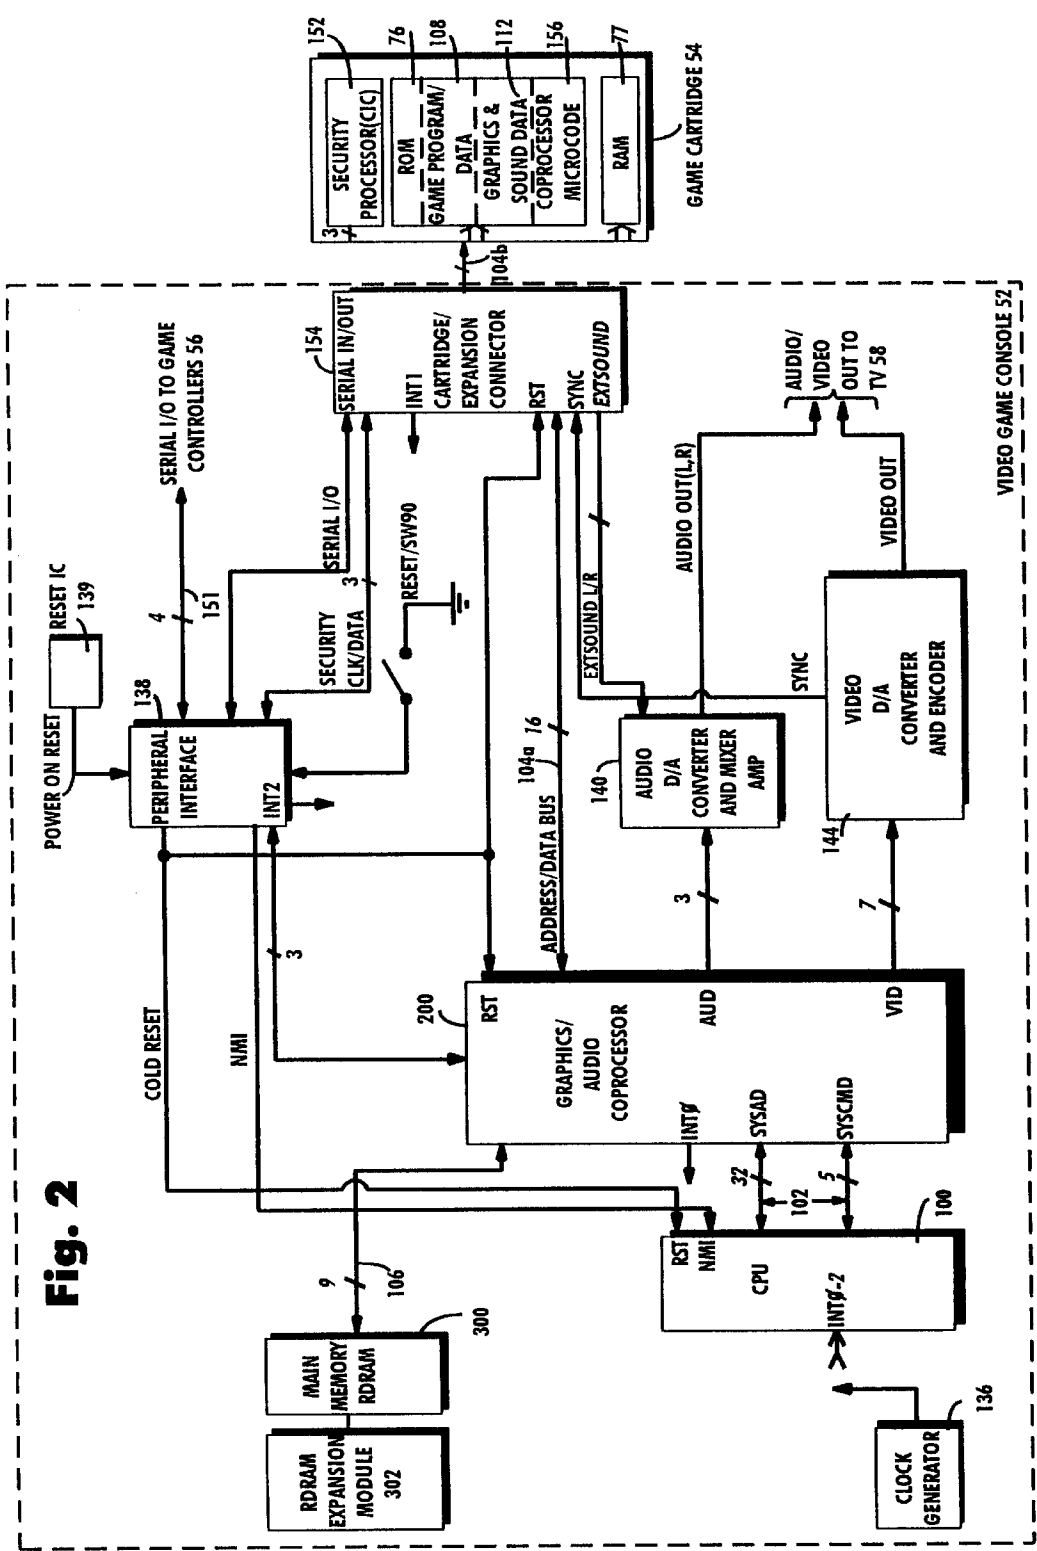 Fig. 2
RDRAM
EXPANSION
MODULE
302
MAIN
MEMORY
RDRAM
300
9
106
CLOCK
GENERATOR
136
CPU
RST
NMI
INTØ-2
100
32
102
5
COLD RESET
NMI
3
GRAPHICS/
AUDIO
COPROCESSOR
200
RST
INTØ
SYSAD
SYSCMD
AUD
VID
POWER ON RESET
RESET IC
139
PERIPHERAL
INTERFACE
INT2
138
4
151
SERIAL I/O TO GAME
CONTROLLERS 56
SERIAL I/O
SECURITY
CLK/DATA
3
RESET/SW90
ADDRESS/DATA BUS
104a
16
3
7
AUDIO
D/A
CONVERTER
AND MIXER
AMP
140
EXTSOUND L/R
VIDEO
D/A
CONVERTER
AND ENCODER
144
SYNC
AUDIO OUT(L,R)
VIDEO OUT
AUDIO/
VIDEO
OUT TO
TV 58
154
SERIAL IN/OUT
INT1
CARTRIDGE/
EXPANSION
CONNECTOR
RST
SYNC
EXTSOUND
104b
VIDEO GAME CONSOLE 52
3
SECURITY
PROCESSOR(CIC)
152
ROM
76
GAME PROGRAM/
DATA
108
GRAPHICS &
SOUND DATA
112
COPROCESSOR
MICROCODE
156
RAM
77
GAME CARTRIDGE 54